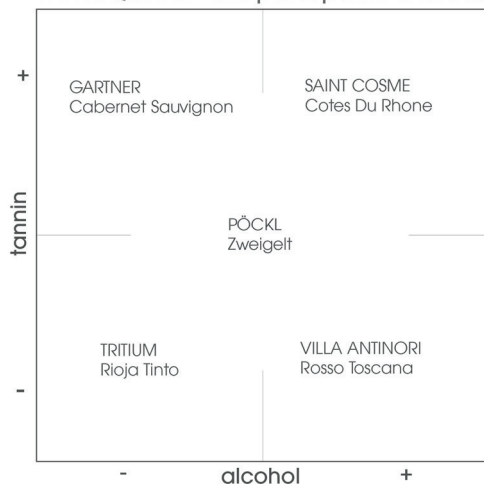 +
GARTNER
Cabernet Sauvignon
SAINT COSME
Cotes Du Rhone
tannin
PÖCKL
Zweigelt
TRITIUM
Rioja Tinto
VILLA ANTINORI
Rosso Toscana
-
- alcohol +